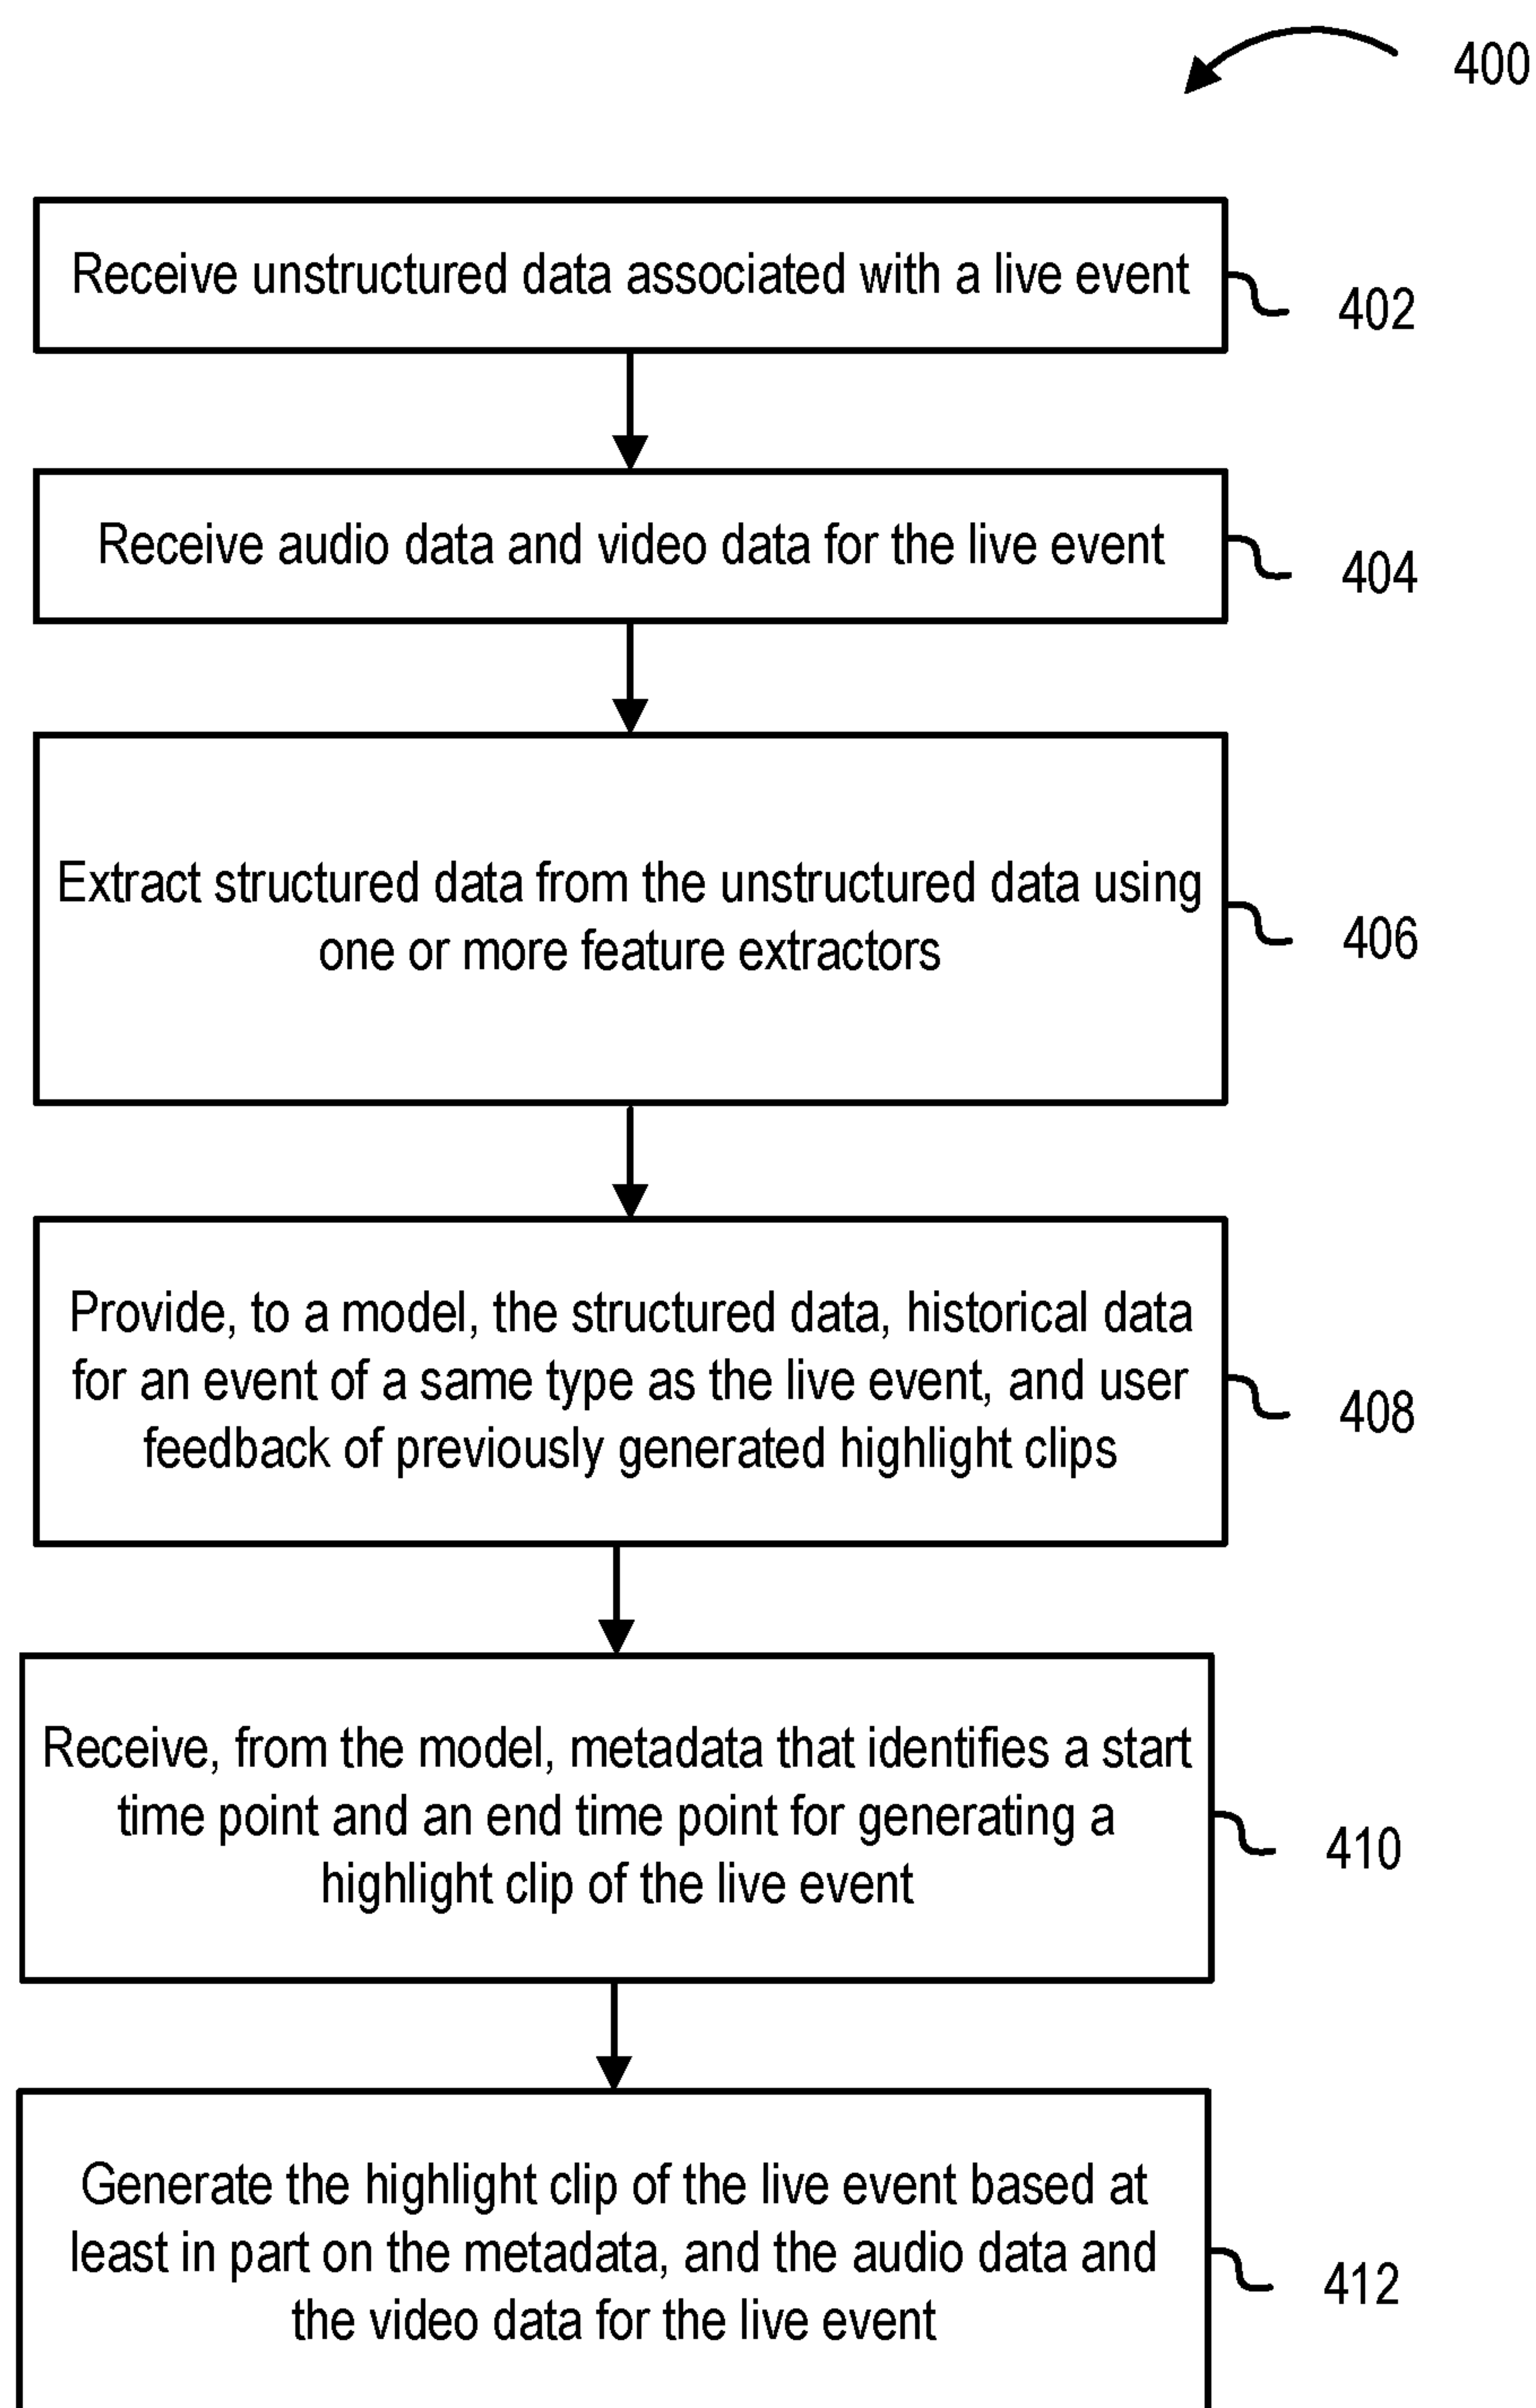 400
Receive unstructured data associated with a live event
402
Receive audio data and video data for the live event
404
Extract structured data from the unstructured data using
one or more feature extractors
406
Provide, to a model, the structured data, historical data
for an event of a same type as the live event, and user
feedback of previously generated highlight clips
408
Receive, from the model, metadata that identifies a start
time point and an end time point for generating a
highlight clip of the live event
410
Generate the highlight clip of the live event based at
least in part on the metadata, and the audio data and
the video data for the live event
412